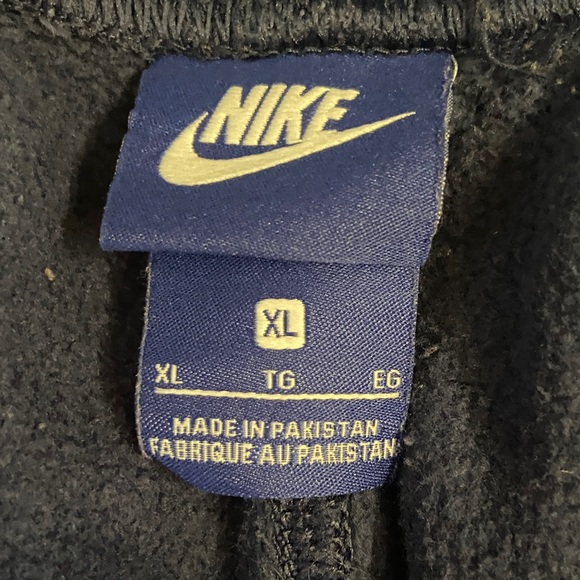 NIKE
XL
XL TG EG
MADE IN PAKISTAN
FABRIQUE AU PAKISTAN